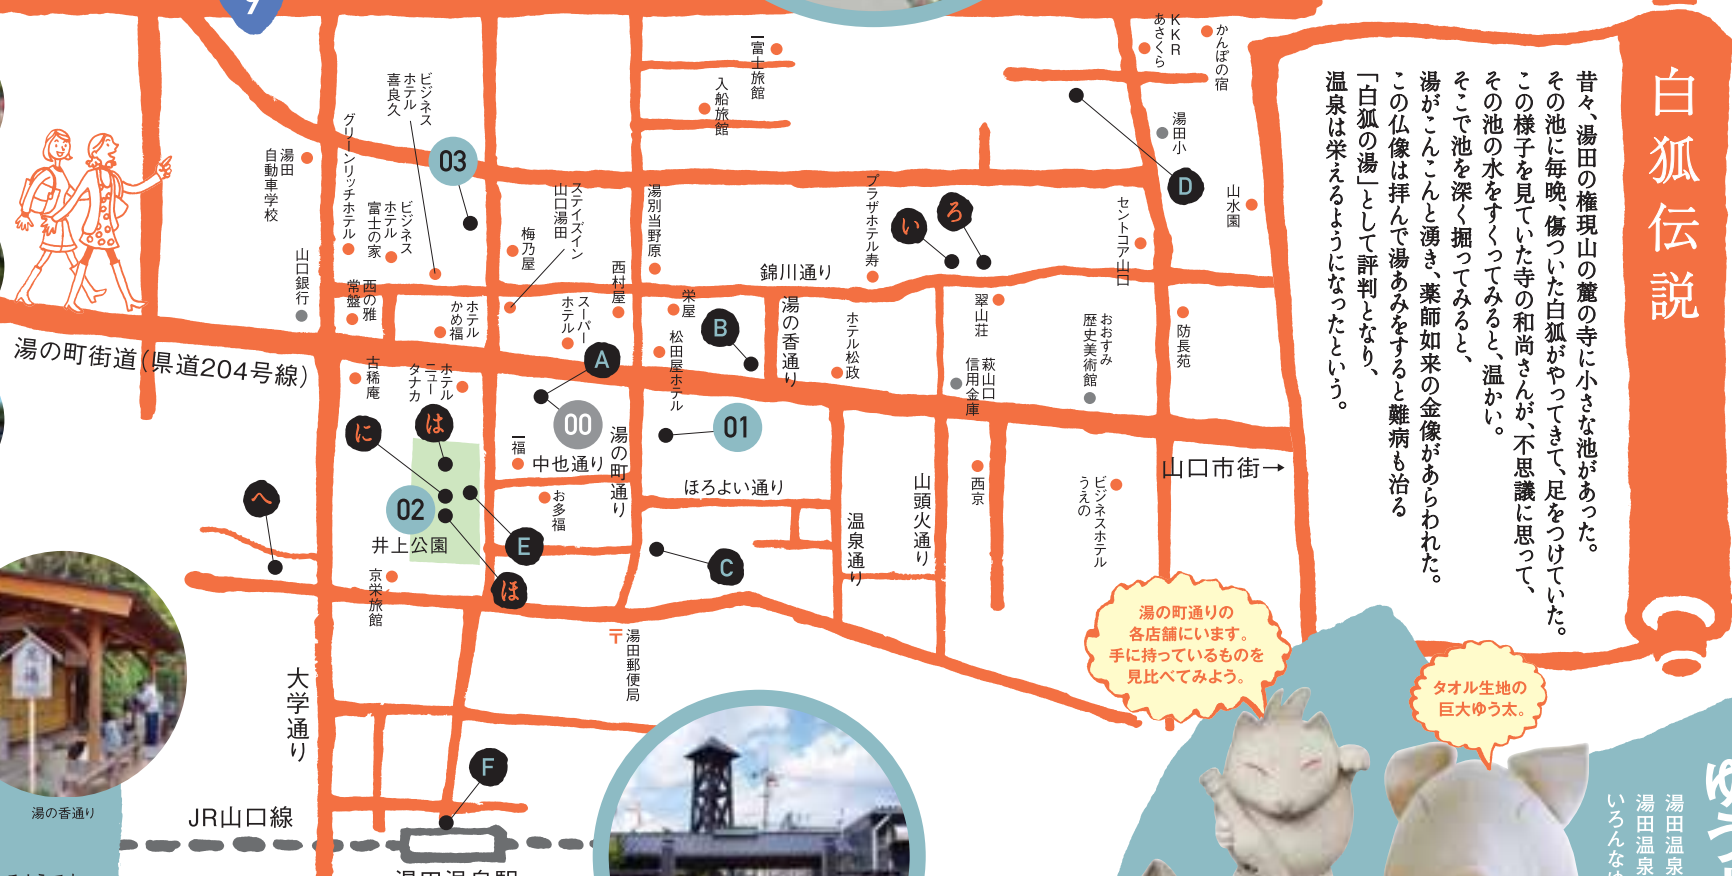 白狐伝説
昔々、湯田の権現山の麓の寺に小さな池があった。
その池に毎晩、傷ついた白狐がやってきて、足をつけていた。
この様子を見ていた寺の和尚さんが、不思議に思って、
その池の水をすくってみると、温かい。
そこで池を深く掘ってみると、
湯がこんこんと湧き、薬師如来の金像があらわれた。
この仏像は拝んで湯あみをすると難病も治る
「白狐の湯」として評判となり、
温泉は栄えるようになったという。
9
かんぽの宿
KKR
あさくら
湯田小
山水園
D
セントコア山口
一富士旅館
入船旅館
プラザホテル寿
い
ろ
錦川通り
湯別当野原
ステイズイン
山口湯田
梅乃屋
西村屋
03
ビジネス
ホテル
喜良久
グリーンリッチホテル
湯田
自動車学校
ビジネス
ホテル
富士の家
山口銀行
西の雅
常盤
ホテル
かめ福
スーパー
ホテル
栄屋
松田屋ホテル
B
湯の香通り
ホテル松政
翠山荘
萩山口
信用金庫
おおすみ
歴史美術館
防長苑
湯の町街道(県道204号線)
古稀庵
ホテル
ニュー
タナカ
A
00
01
に
は
一福
中也通り
湯の町通り
ほろよい通り
山口市街→
ビジネスホテル
うえの
西京
山頭火通り
温泉通り
お多福
へ
02
井上公園
E
C
ほ
京栄旅館
〒
湯田郵便局
大学通り
F
JR山口線
湯田温泉駅
湯の香通り
湯の町通りの
各店舗にいます。
手に持っているものを
見比べてみよう。
タオル生地の
巨大ゆう太。
湯田温泉
湯田温泉